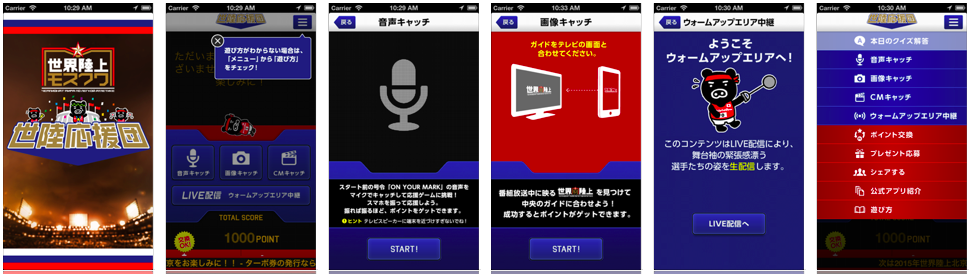 世界陸上
モスクワ
世陸応援団
10:29 AM
世陸応援団
遊び方がわからない場合は、
「メニュー」から「遊び方」
をチェック!
音声キャッチ
画像キャッチ
CMキャッチ
LIVE配信 ウォームアップエリア中継
TOTAL SCORE
交換OK!
1000POINT
京をお楽しみに!! - ターボ券の発行なら
10:29 AM
戻る
音声キャッチ
スタート前の号令「ON YOUR MARK」の音声を
マイクでキャッチして応援ゲームに挑戦!
スマホを振って応援しよう。
振れば振るほど、ポイントをゲットできます。
ヒント テレビスピーカーに端末を近づけすぎないでね!
START!
10:33 AM
戻る
画像キャッチ
ガイドをテレビの画面と
合わせてください。
世界陸上
番組放送中に映る 世界陸上 を見つけて
中央のガイドに合わせよう!
成功するとポイントがゲットできます。
START!
10:30 AM
戻る
ウォームアップエリア中継
ようこそ
ウォームアップエリアへ!
このコンテンツはLIVE配信により、
舞台袖の緊張感漂う
選手たちの姿を生配信します。
LIVE配信へ
10:30 AM
世陸応援団
本日のクイズ解答
音声キャッチ
画像キャッチ
CMキャッチ
ウォームアップエリア中継
ポイント交換
プレゼント応募
シェアする
公式アプリ紹介
遊び方
次は2015年世界陸上北京